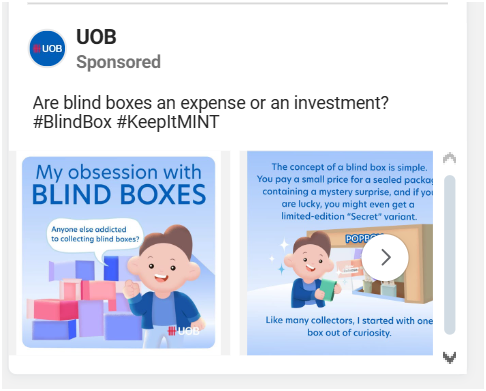 UOB
UOB
Sponsored
Are blind boxes an expense or an investment?
#BlindBox #KeepItMINT
My obsession with
BLIND BOXES
Anyone else addicted
to collecting blind boxes?
UOB
The concept of a blind box is simple.
You pay a small price for a sealed packag
containing a mystery surprise, and if you
are lucky, you might even get a
limited-edition "Secret" variant.
POPBO
Like many collectors, I started with one
box out of curiosity.